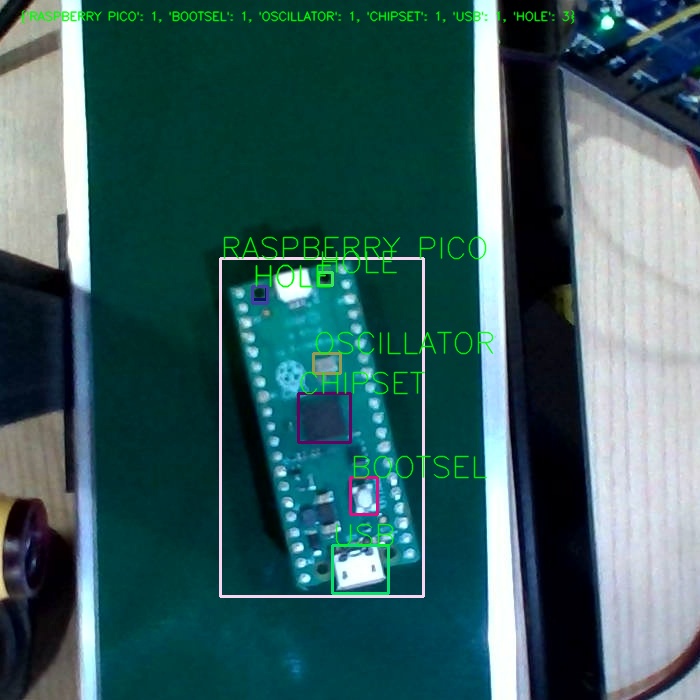 {'RASPBERRY PICO': 1, 'BOOTSEL': 1, 'OSCILLATOR': 1, 'CHIPSET': 1, 'USB': 1, 'HOLE': 3}
RASPBERRY PICO
HOLE
HOLE
OSCILLATOR
CHIPSET
BOOTSEL
USB